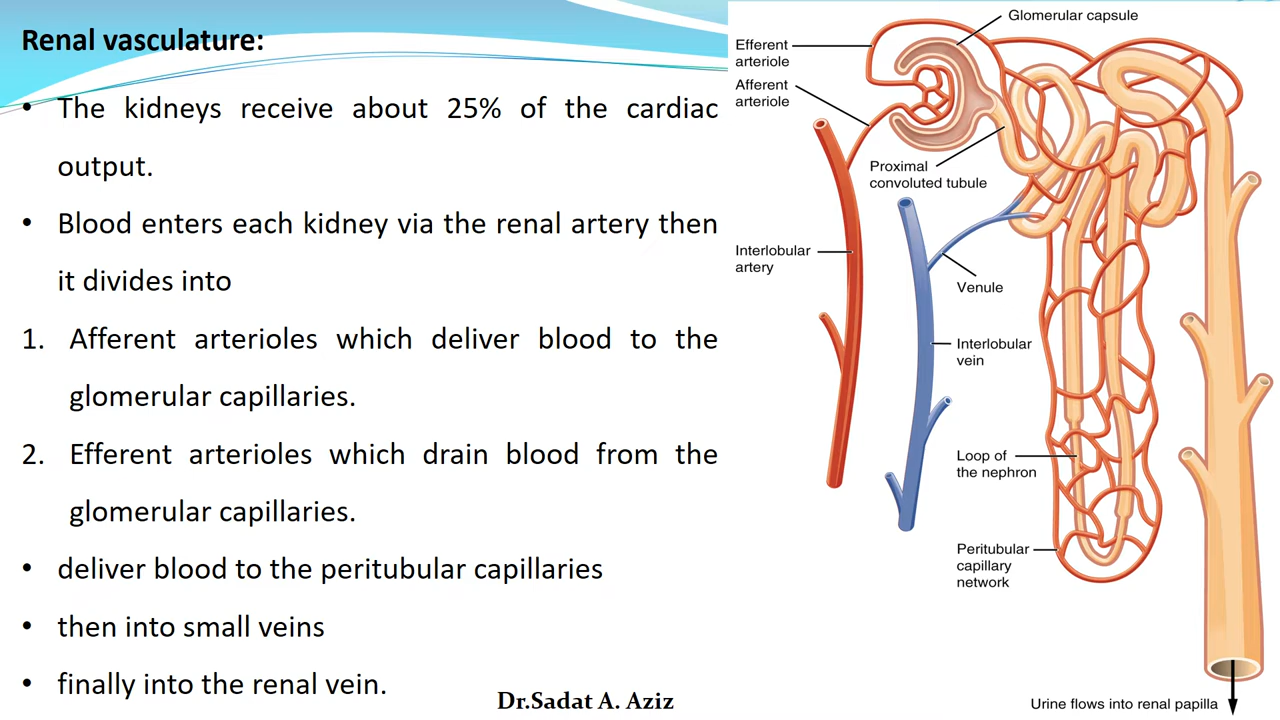 Renal vasculature:
• The kidneys receive about 25% of the cardiac
output.
• Blood enters each kidney via the renal artery then
it divides into
1. Afferent arterioles which deliver blood to the
glomerular capillaries.
2. Efferent arterioles which drain blood from the
glomerular capillaries.
• deliver blood to the peritubular capillaries
• then into small veins
• finally into the renal vein.
Dr.Sadat A. Aziz
Glomerular capsule
Efferent
arteriole
Afferent
arteriole
Proximal
convoluted tubule
Interlobular
artery
Venule
Interlobular
vein
Loop of
the nephron
Peritubular
capillary
network
Urine flows into renal papilla